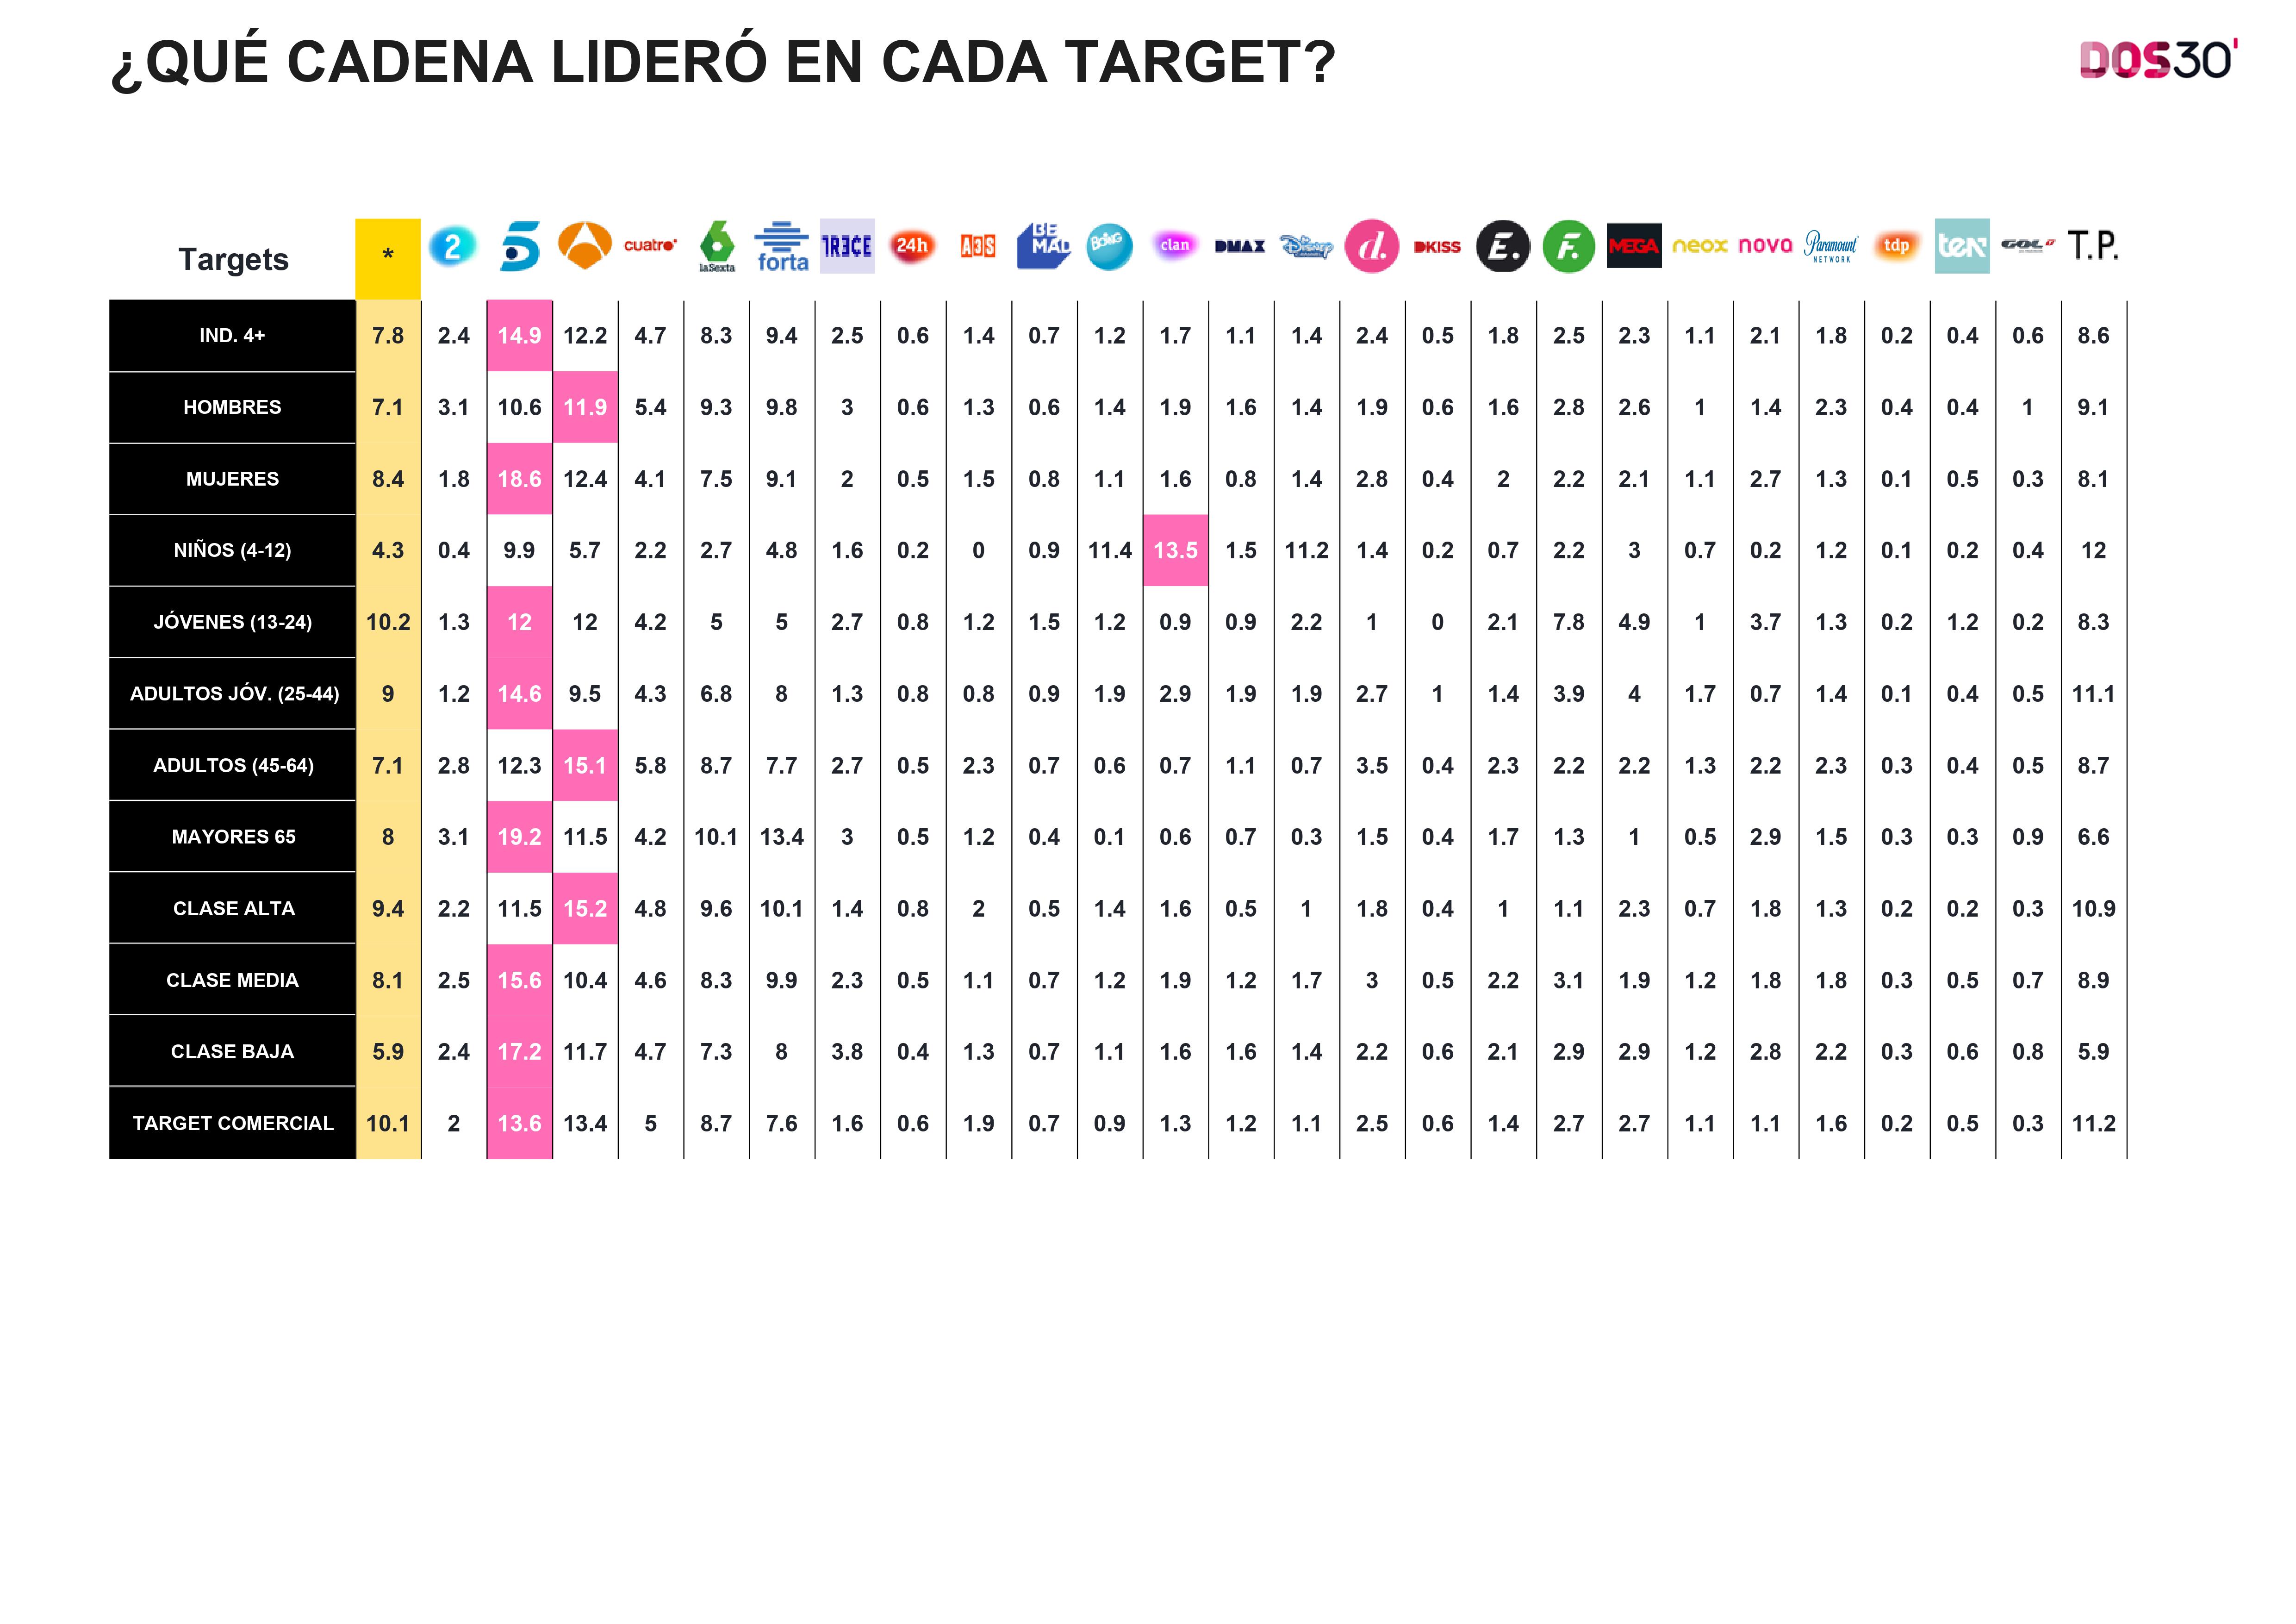 ¿QUÉ CADENA LIDERÓ EN CADA TARGET?
DOS30'
Targets * 2 5 cuatro laSexta forta TRECE 24h A3S BE MAD Boing clan DMAX Disney d. DKISS E. F. MEGA neox nova Paramount NETWORK tdp ten GOL T.P.
IND. 4+ 7.8 2.4 14.9 12.2 4.7 8.3 9.4 2.5 0.6 1.4 0.7 1.2 1.7 1.1 1.4 2.4 0.5 1.8 2.5 2.3 1.1 2.1 1.8 0.2 0.4 0.6 8.6
HOMBRES 7.1 3.1 10.6 11.9 5.4 9.3 9.8 3 0.6 1.3 0.6 1.4 1.9 1.6 1.4 1.9 0.6 1.6 2.8 2.6 1 1.4 2.3 0.4 0.4 1 9.1
MUJERES 8.4 1.8 18.6 12.4 4.1 7.5 9.1 2 0.5 1.5 0.8 1.1 1.6 0.8 1.4 2.8 0.4 2 2.2 2.1 1.1 2.7 1.3 0.1 0.5 0.3 8.1
NIÑOS (4-12) 4.3 0.4 9.9 5.7 2.2 2.7 4.8 1.6 0.2 0 0.9 11.4 13.5 1.5 11.2 1.4 0.2 0.7 2.2 3 0.7 0.2 1.2 0.1 0.2 0.4 12
JÓVENES (13-24) 10.2 1.3 12 12 4.2 5 5 2.7 0.8 1.2 1.5 1.2 0.9 0.9 2.2 1 0 2.1 7.8 4.9 1 3.7 1.3 0.2 1.2 0.2 8.3
ADULTOS JÓV. (25-44) 9 1.2 14.6 9.5 4.3 6.8 8 1.3 0.8 0.8 0.9 1.9 2.9 1.9 1.9 2.7 1 1.4 3.9 4 1.7 0.7 1.4 0.1 0.4 0.5 11.1
ADULTOS (45-64) 7.1 2.8 12.3 15.1 5.8 8.7 7.7 2.7 0.5 2.3 0.7 0.6 0.7 1.1 0.7 3.5 0.4 2.3 2.2 2.2 1.3 2.2 2.3 0.3 0.4 0.5 8.7
MAYORES 65 8 3.1 19.2 11.5 4.2 10.1 13.4 3 0.5 1.2 0.4 0.1 0.6 0.7 0.3 1.5 0.4 1.7 1.3 1 0.5 2.9 1.5 0.3 0.3 0.9 6.6
CLASE ALTA 9.4 2.2 11.5 15.2 4.8 9.6 10.1 1.4 0.8 2 0.5 1.4 1.6 0.5 1 1.8 0.4 1 1.1 2.3 0.7 1.8 1.3 0.2 0.2 0.3 10.9
CLASE MEDIA 8.1 2.5 15.6 10.4 4.6 8.3 9.9 2.3 0.5 1.1 0.7 1.2 1.9 1.2 1.7 3 0.5 2.2 3.1 1.9 1.2 1.8 1.8 0.3 0.5 0.7 8.9
CLASE BAJA 5.9 2.4 17.2 11.7 4.7 7.3 8 3.8 0.4 1.3 0.7 1.1 1.6 1.6 1.4 2.2 0.6 2.1 2.9 2.9 1.2 2.8 2.2 0.3 0.6 0.8 5.9
TARGET COMERCIAL 10.1 2 13.6 13.4 5 8.7 7.6 1.6 0.6 1.9 0.7 0.9 1.3 1.2 1.1 2.5 0.6 1.4 2.7 2.7 1.1 1.1 1.6 0.2 0.5 0.3 11.2